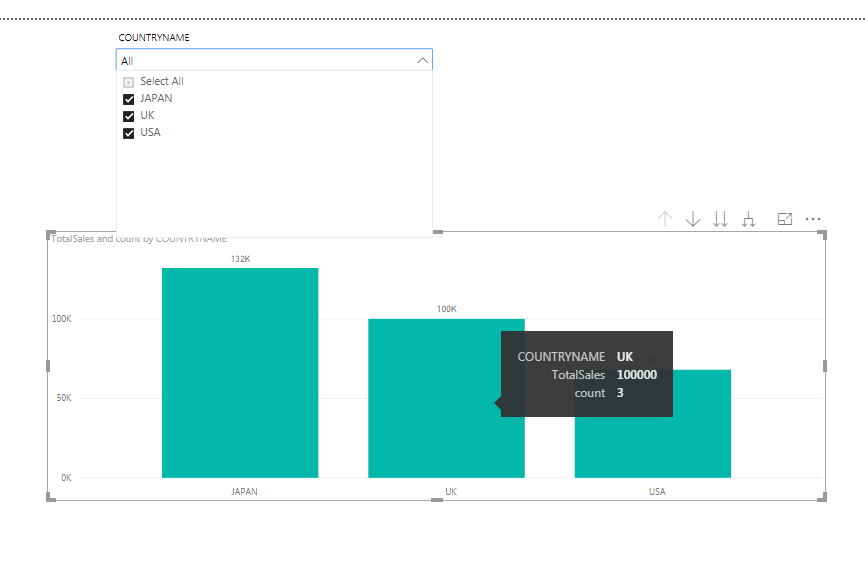 COUNTRYNAME
All
Select All
JAPAN
UK
USA
TotalSales and count by COUNTRYNAME
132K
100K
100K
COUNTRYNAME UK
TotalSales 100000
count 3
50K
0K
JAPAN UK USA